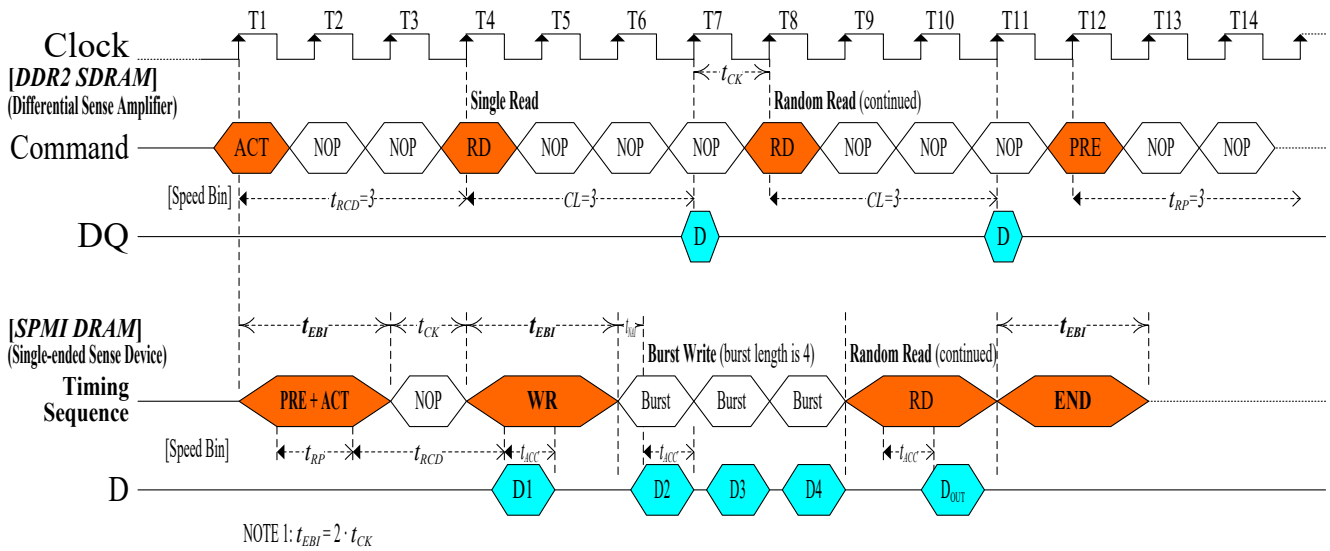 T1 T2 T3 T4 T5 T6 T7 T8 T9 T10 T11 T12 T13 T14
Clock
[DDR2 SDRAM]
(Differential Sense Amplifier)
tCK
Single Read
Random Read (continued)
Command ACT NOP NOP RD NOP NOP NOP RD NOP NOP NOP PRE NOP NOP
[Speed Bin] tRCD=3 CL=3 CL=3 tRP=3
DQ D D
[SPMI DRAM]
(Single-ended Sense Device)
tEBI tCK tEBI tEBI
Burst Write (burst length is 4) Random Read (continued)
Timing
Sequence
PRE + ACT NOP WR Burst Burst Burst RD END
[Speed Bin] tRP tRCD tACC tACC tACC
D D1 D2 D3 D4 DOUT
NOTE 1: tEBI = 2 · tCK